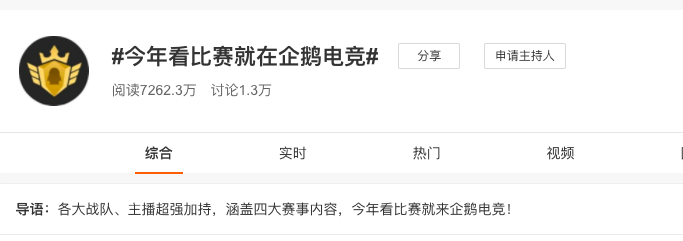 #今年看比赛就在企鹅电竞# 分享 申请主持人
阅读7262.3万 讨论1.3万
综合 实时 热门 视频
导语：各大战队、主播超强加持，涵盖四大赛事内容，今年看比赛就来企鹅电竞！